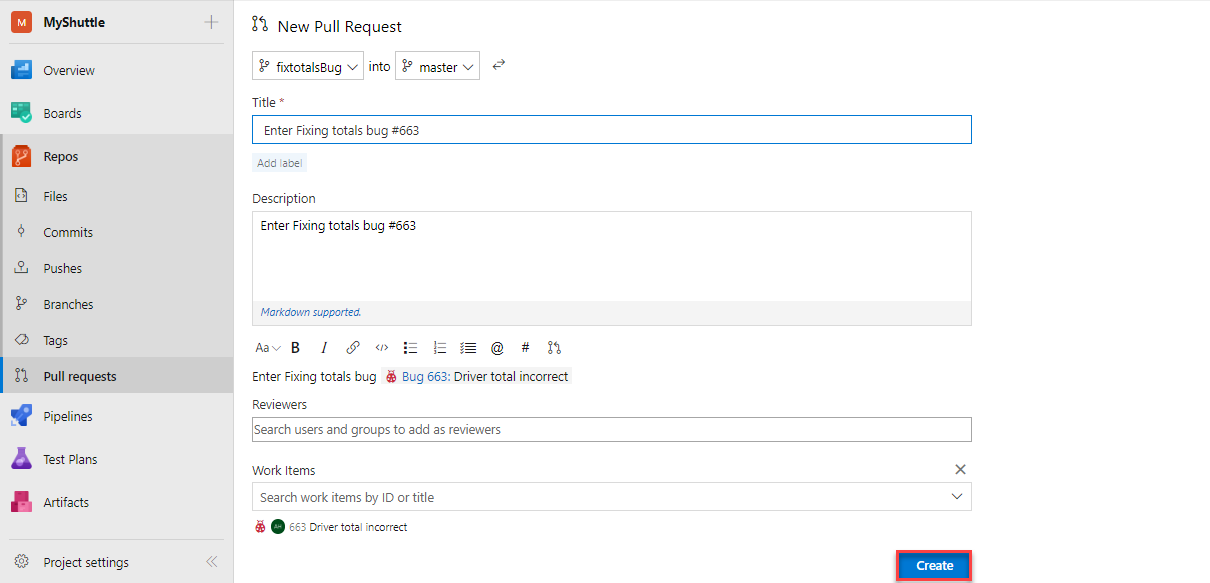 M MyShuttle
Overview
Boards
Repos
Files
Commits
Pushes
Branches
Tags
Pull requests
Pipelines
Test Plans
Artifacts
Project settings
New Pull Request
fixtotalsBug into master
Title *
Enter Fixing totals bug #663
Add label
Description
Enter Fixing totals bug #663
Markdown supported.
Aa B I </> @ #
Enter Fixing totals bug Bug 663: Driver total incorrect
Reviewers
Search users and groups to add as reviewers
Work Items
Search work items by ID or title
AH 663 Driver total incorrect
Create